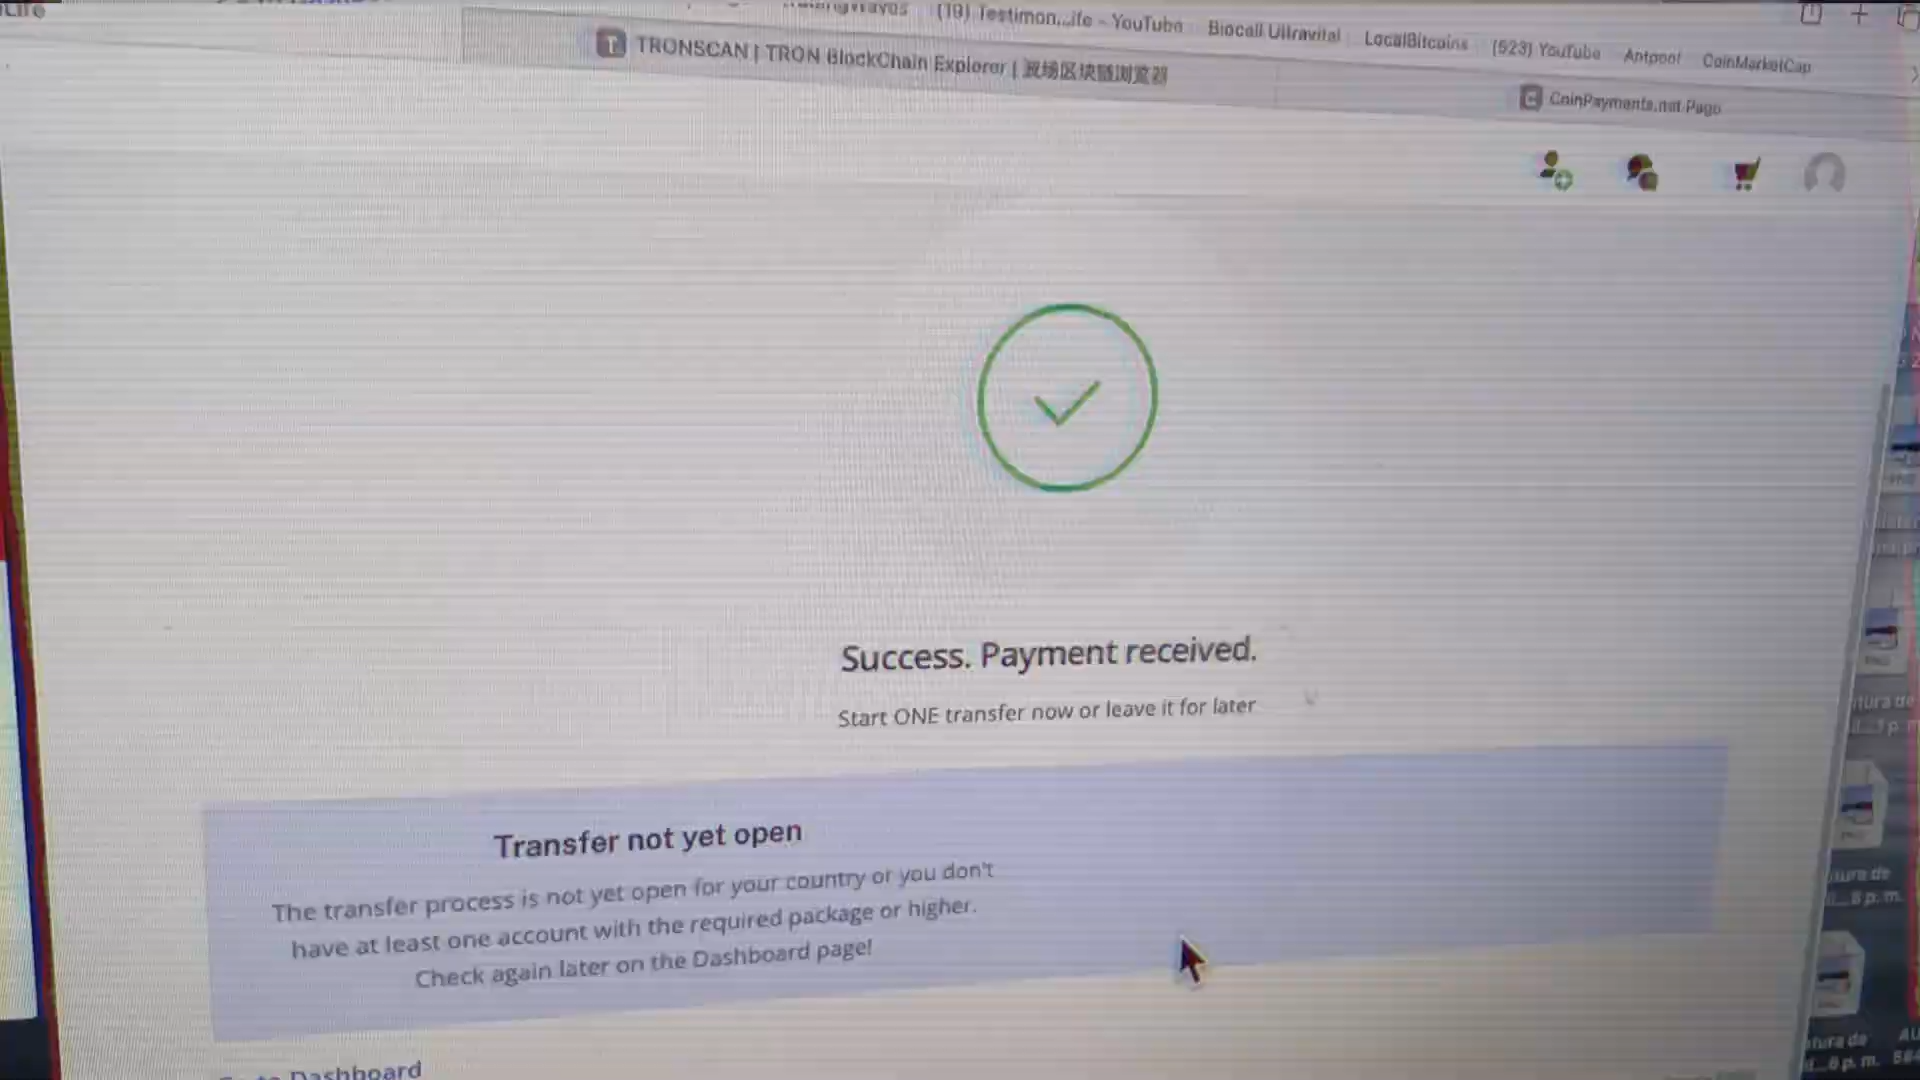 (19) Testimon...ife - YouTube
Biocell Ultravital
LocalBitcoins
(523) YouTube
Antpool
CoinMarketCap
TRONSCAN | TRON BlockChain Explorer | 波场区块链浏览器
CoinPayments.net Pago
Success. Payment received.
Start ONE transfer now or leave it for later
Transfer not yet open
The transfer process is not yet open for your country or you don't
have at least one account with the required package or higher.
Check again later on the Dashboard page!
Dashboard